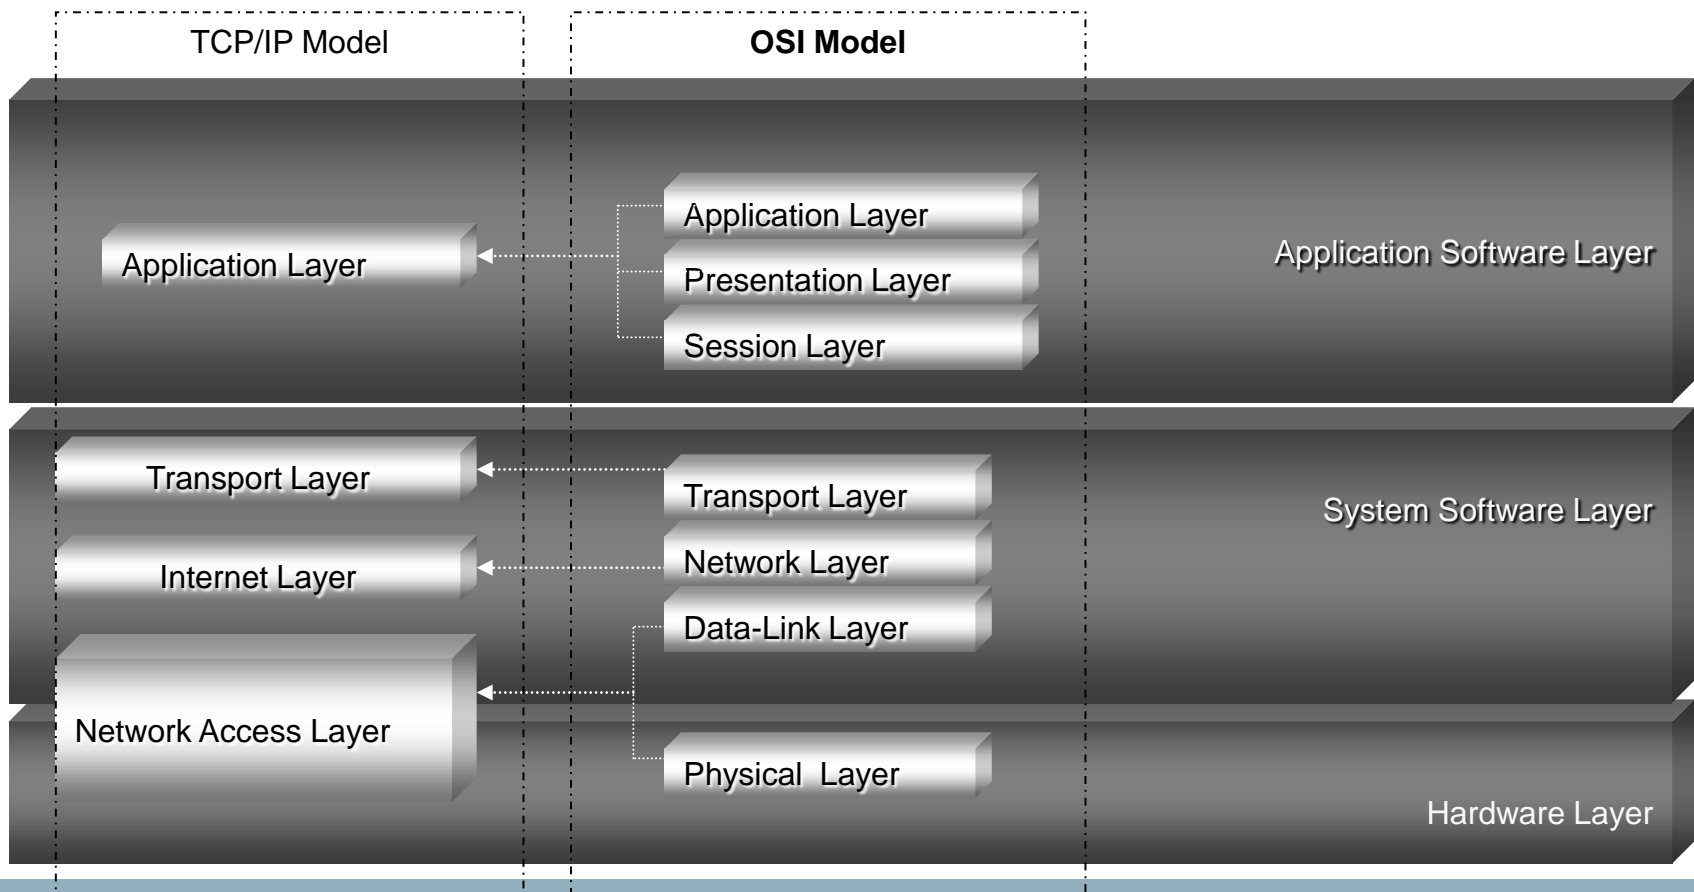 TCP/IP Model
OSI Model
Application Layer
Application Layer
Presentation Layer
Session Layer
Application Software Layer
Transport Layer
Internet Layer
Network Access Layer
Transport Layer
Network Layer
Data-Link Layer
Physical Layer
System Software Layer
Hardware Layer